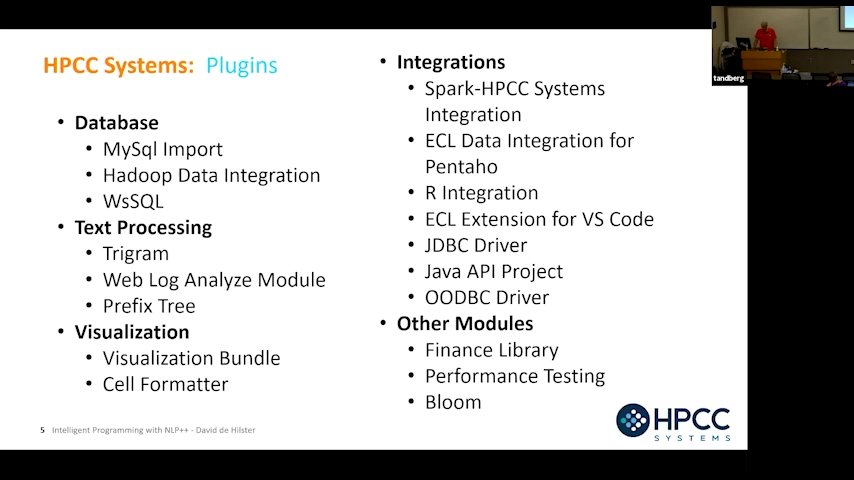 HPCC Systems: Plugins
• Database
• MySql Import
• Hadoop Data Integration
• WsSQL
• Text Processing
• Trigram
• Web Log Analyze Module
• Prefix Tree
• Visualization
• Visualization Bundle
• Cell Formatter
• Integrations
• Spark-HPCC Systems
Integration
• ECL Data Integration for
Pentaho
• R Integration
• ECL Extension for VS Code
• JDBC Driver
• Java API Project
• OODBC Driver
• Other Modules
• Finance Library
• Performance Testing
• Bloom
5 Intelligent Programming with NLP++ - David de Hilster
HPCC
SYSTEMS
tandberg